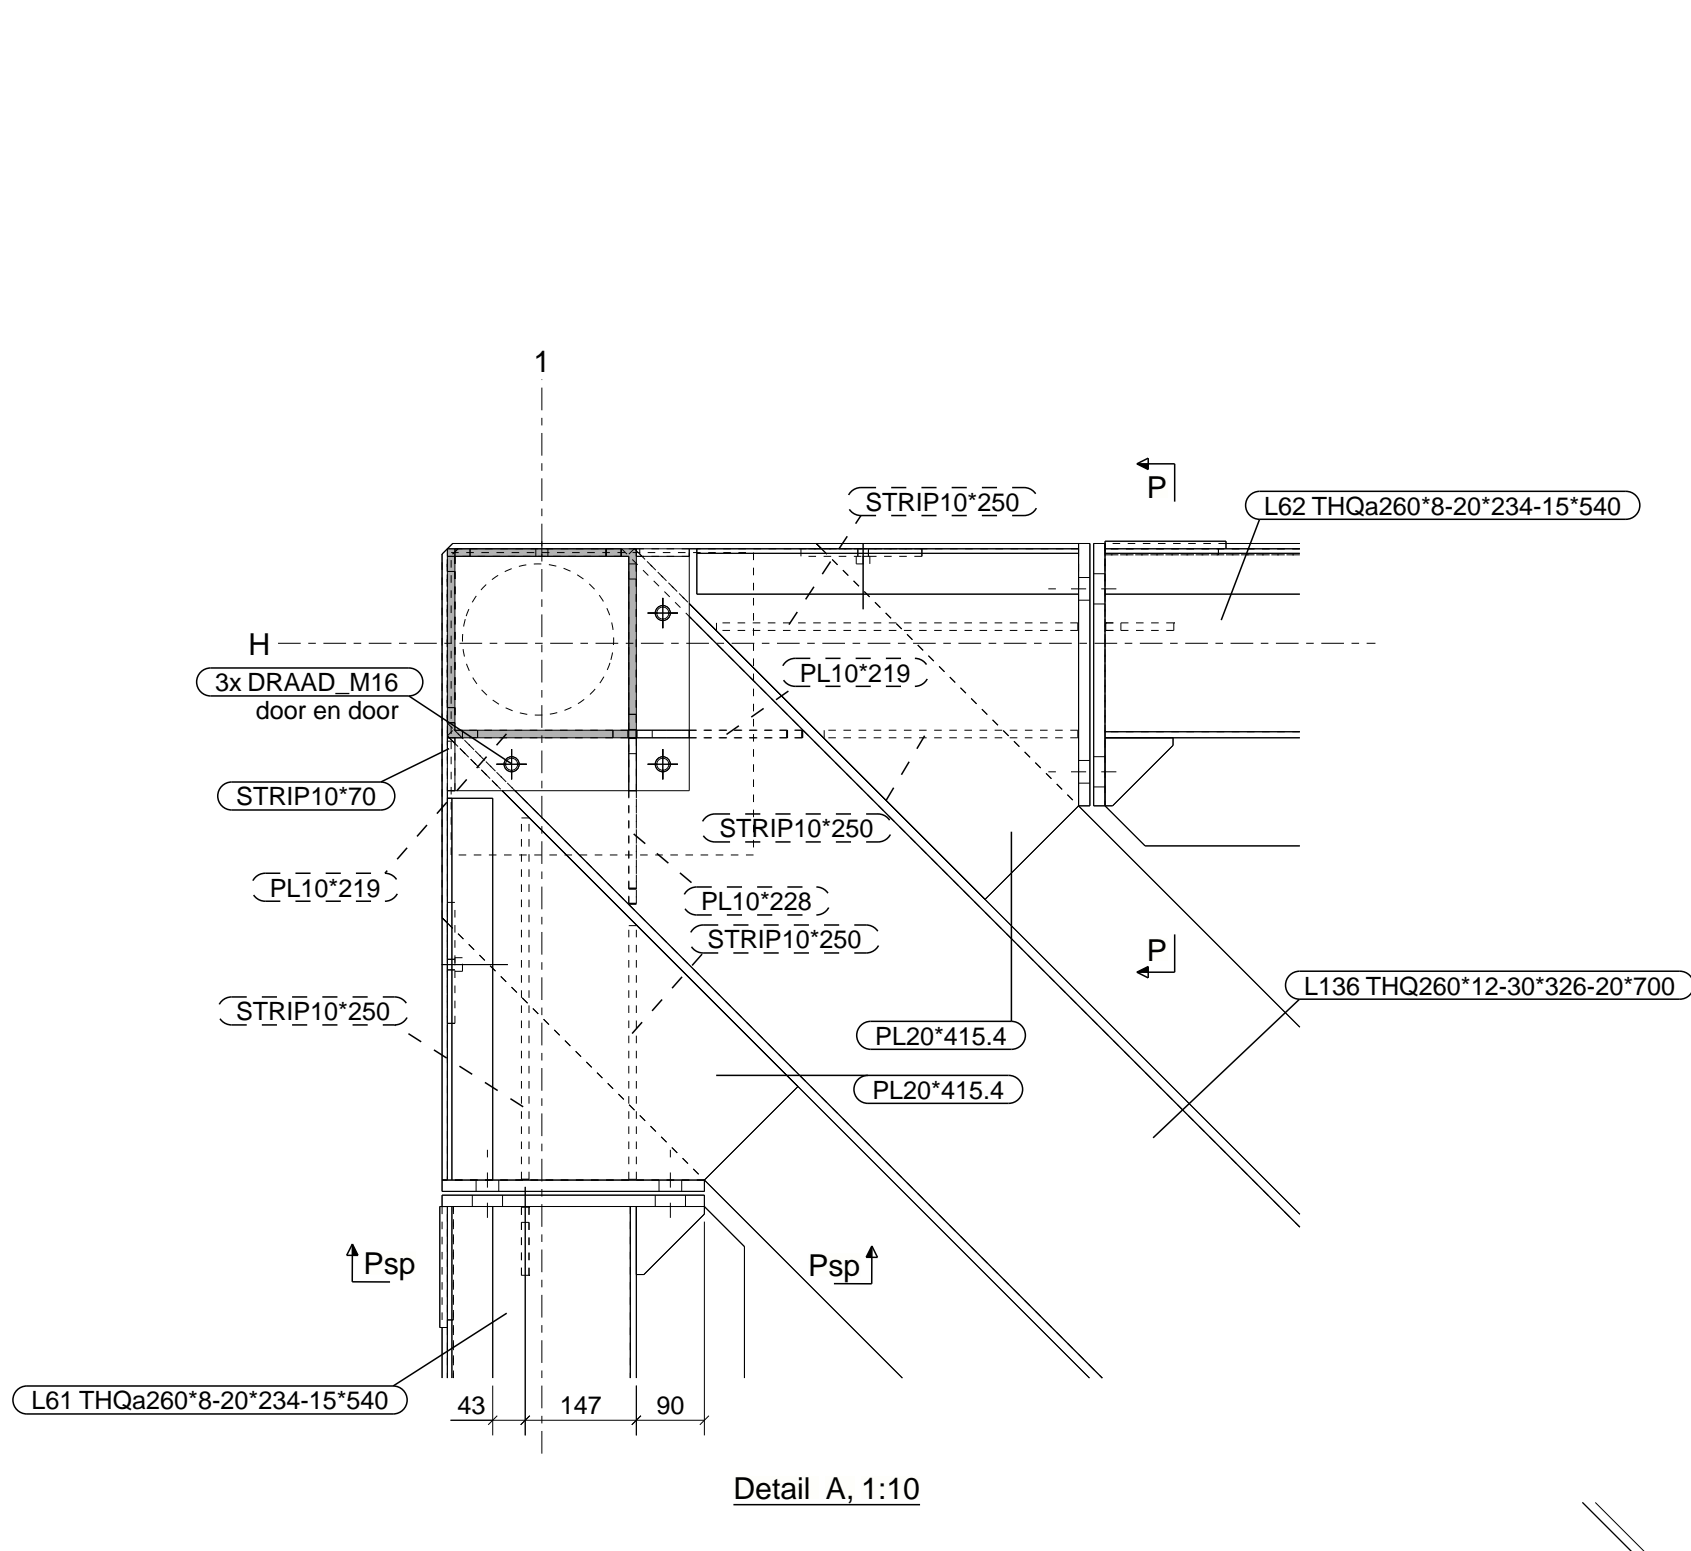 1
STRIP10*250
P
L62 THQa260*8-20*234-15*540
H
3x DRAAD_M16
door en door
PL10*219
STRIP10*70
STRIP10*250
PL10*219
PL10*228
STRIP10*250
P
L136 THQ260*12-30*326-20*700
STRIP10*250
PL20*415.4
PL20*415.4
Psp
Psp
L61 THQa260*8-20*234-15*540
43 147 90
Detail A, 1:10